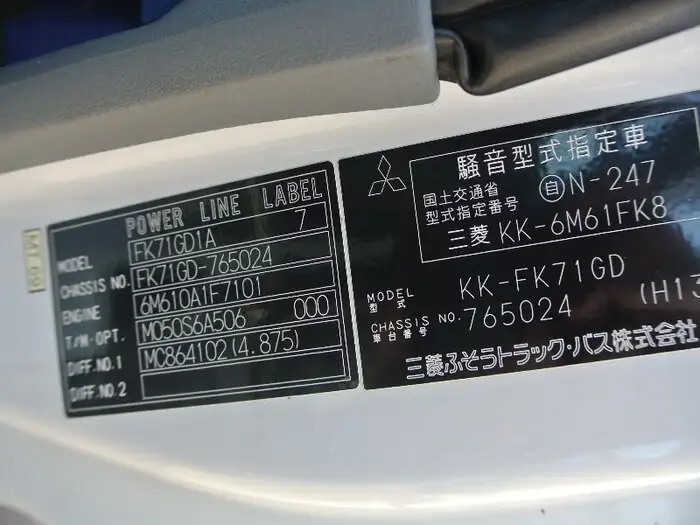 MT-69
POWER LINE LABEL
MODEL FK71GD1A 7
CHASSIS NO. FK71GD-765024
ENGINE 6M610A1F7101
T/M·OPT. M050S6A506 000
DIFF.NO.1 MC864102(4.875)
DIFF.NO.2
騒音型式指定車
国土交通省
型式指定番号 自N-247
三菱 KK-6M61FK8
MODEL
型式 KK-FK71GD
CHASSIS NO.
車台番号 765024 (H13
三菱ふそうトラック・バス株式会社